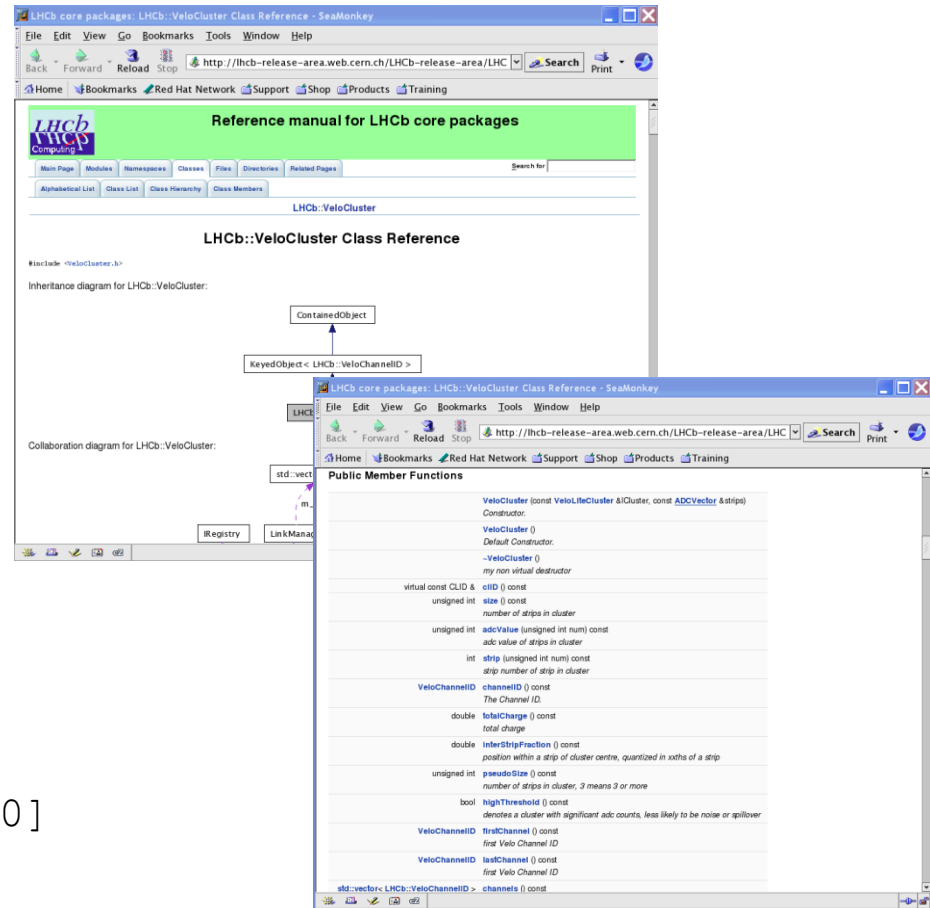 LHCb core packages: LHCb::VeloCluster Class Reference - SeaMonkey
File Edit View Go Bookmarks Tools Window Help
Back Forward Reload Stop http://lhcb-release-area.web.cern.ch/LHCb-release-area/LHC Search Print
Home Bookmarks Red Hat Network Support Shop Products Training
LHCb
Computing
Reference manual for LHCb core packages
Main Page Modules Namespaces Classes Files Directories Related Pages Search for
Alphabetical List Class List Class Hierarchy Class Members
LHCb::VeloCluster
LHCb::VeloCluster Class Reference
#include <VeloCluster.h>
Inheritance diagram for LHCb::VeloCluster:
ContainedObject
KeyedObject< LHCb::VeloChannelID >
LHCb
Collaboration diagram for LHCb::VeloCluster:
std::vect
m_
IRegistry LinkManag
LHCb core packages: LHCb::VeloCluster Class Reference - SeaMonkey
File Edit View Go Bookmarks Tools Window Help
Back Forward Reload Stop http://lhcb-release-area.web.cern.ch/LHCb-release-area/LHC Search Print
Home Bookmarks Red Hat Network Support Shop Products Training
Public Member Functions
VeloCluster (const VeloLiteCluster &lCluster, const ADCVector &strips)
Constructor.
VeloCluster ()
Default Constructor.
~VeloCluster ()
my non virtual destructor
virtual const CLID & clID () const
unsigned int size () const
number of strips in cluster
unsigned int adcValue (unsigned int num) const
adc value of strips in cluster
int strip (unsigned int num) const
strip number of strip in cluster
VeloChannelID channelID () const
The Channel ID.
double totalCharge () const
total charge
double interStripFraction () const
position within a strip of cluster centre, quantized in xxths of a strip
unsigned int pseudoSize () const
number of strips in cluster, 3 means 3 or more
bool highThreshold () const
denotes a cluster with significant adc counts, less likely to be noise or spillover
VeloChannelID firstChannel () const
first Velo Channel ID
VeloChannelID lastChannel () const
first Velo Channel ID
std::vector< LHCb::VeloChannelID > channels () const
0]